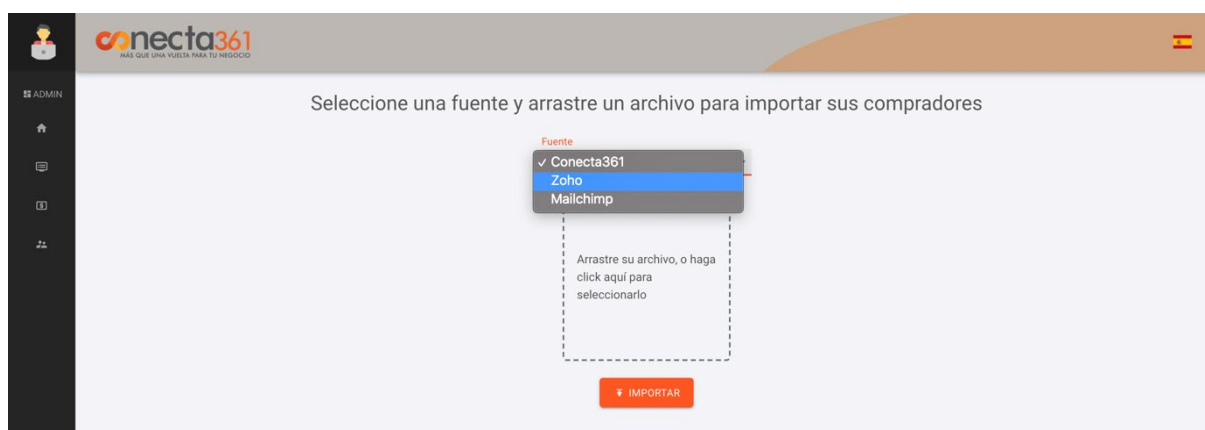 conecta361
MÁS QUE UNA VUELTA PARA TU NEGOCIO
ADMIN
Seleccione una fuente y arrastre un archivo para importar sus compradores
Fuente
✓ Conecta361
Zoho
Mailchimp
Arrastre su archivo, o haga
click aquí para
seleccionarlo
IMPORTAR